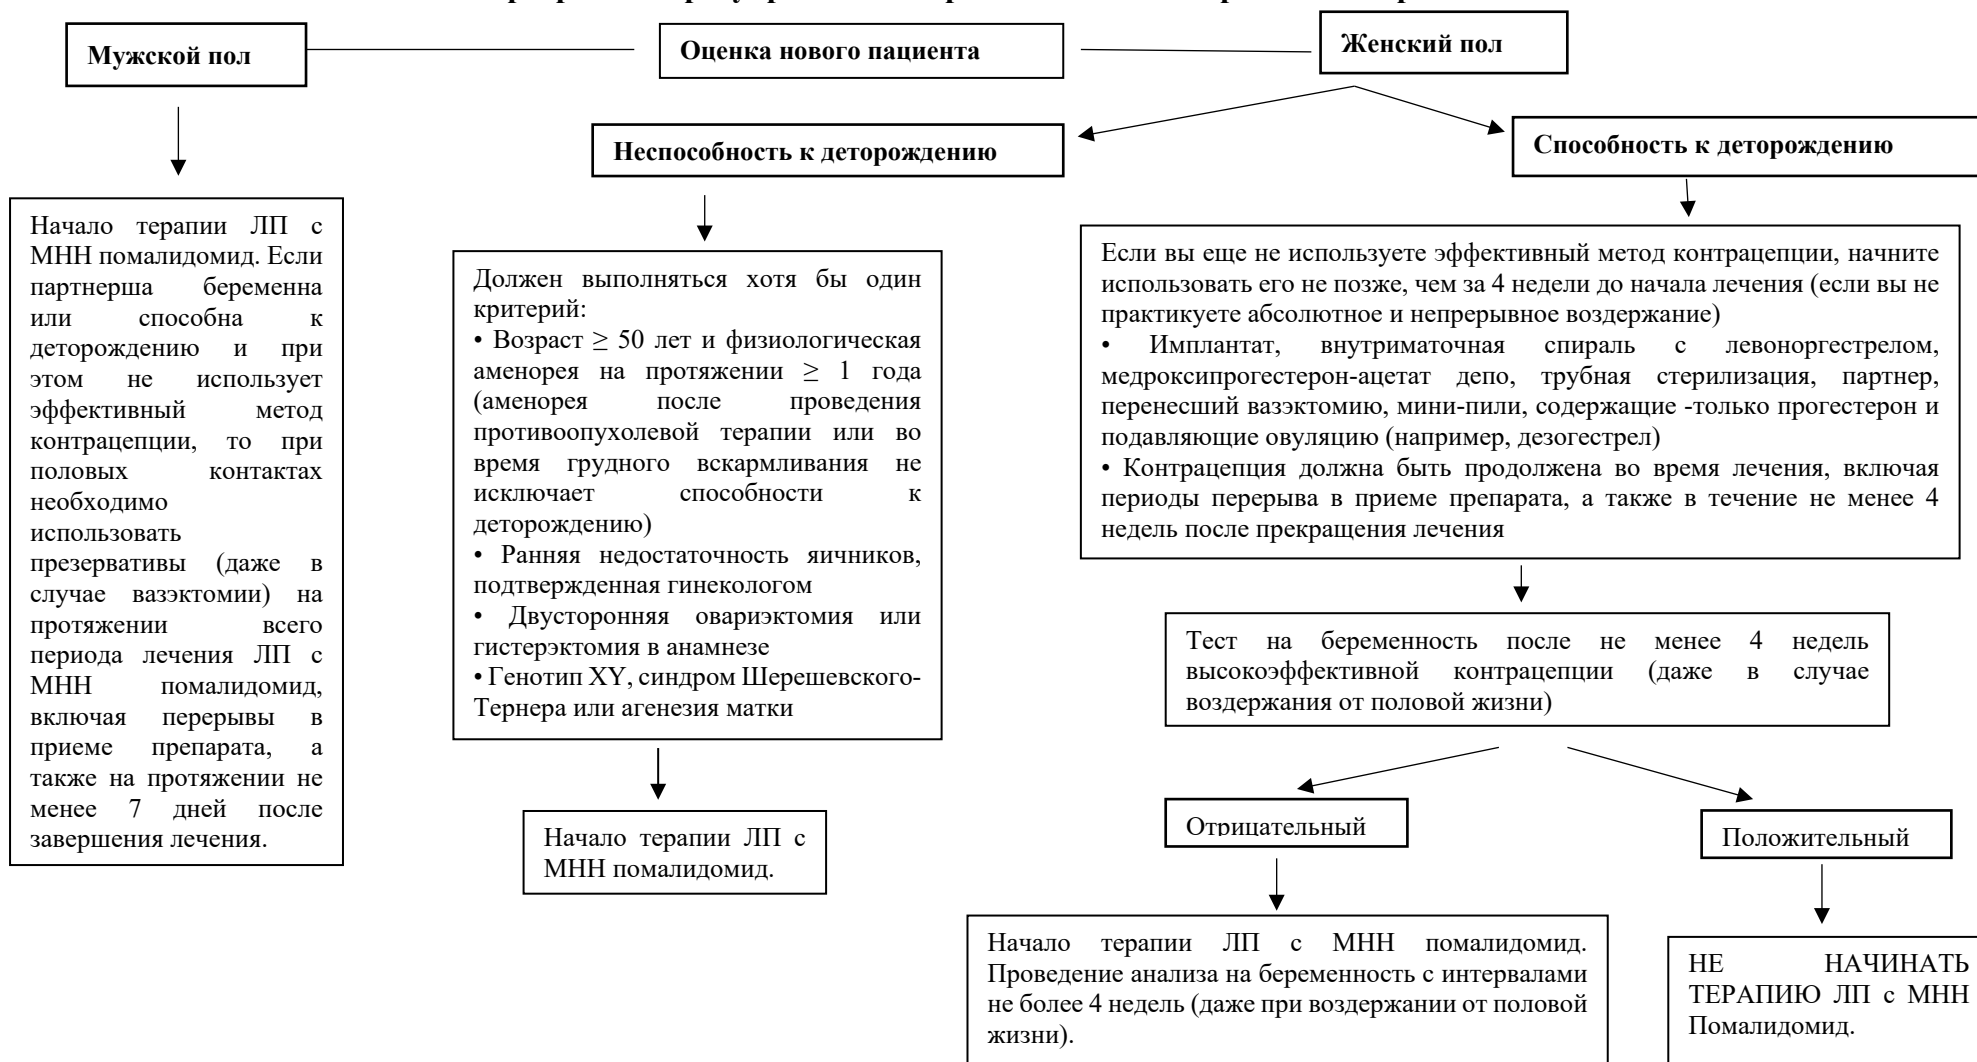 Мужской пол
Оценка нового пациента
Женский пол
Неспособность к деторождению
Способность к деторождению
Начало терапии ЛП с
МНН помалидомид. Если
партнерша беременна
или способна к
деторождению и при
этом не использует
эффективный метод
контрацепции, то при
половых контактах
необходимо
использовать
презервативы (даже в
случае вазэктомии) на
протяжении всего
периода лечения ЛП с
МНН помалидомид,
включая перерывы в
приеме препарата, а
также на протяжении не
менее 7 дней после
завершения лечения.
Должен выполняться хотя бы один
критерий:
• Возраст ≥ 50 лет и физиологическая
аменорея на протяжении ≥ 1 года
(аменорея после проведения
противоопухолевой терапии или во
время грудного вскармливания не
исключает способности к
деторождению)
• Ранняя недостаточность яичников,
подтвержденная гинекологом
• Двусторонняя овариэктомия или
гистерэктомия в анамнезе
• Генотип XY, синдром Шерешевского-
Тернера или агенезия матки
Начало терапии ЛП с
МНН помалидомид.
Если вы еще не используете эффективный метод контрацепции, начните
использовать его не позже, чем за 4 недели до начала лечения (если вы не
практикуете абсолютное и непрерывное воздержание)
• Имплантат, внутриматочная спираль с левоноргестрелом,
медроксипрогестерон-ацетат депо, трубная стерилизация, партнер,
перенесший вазэктомию, мини-пили, содержащие -только прогестерон и
подавляющие овуляцию (например, дезогестрел)
• Контрацепция должна быть продолжена во время лечения, включая
периоды перерыва в приеме препарата, а также в течение не менее 4
недель после прекращения лечения
Тест на беременность после не менее 4 недель
высокоэффективной контрацепции (даже в случае
воздержания от половой жизни)
Отрицательный
Положительный
Начало терапии ЛП с МНН помалидомид.
Проведение анализа на беременность с интервалами
не более 4 недель (даже при воздержании от половой
жизни).
НЕ НАЧИНАТЬ
ТЕРАПИЮ ЛП с МНН
Помалидомид.